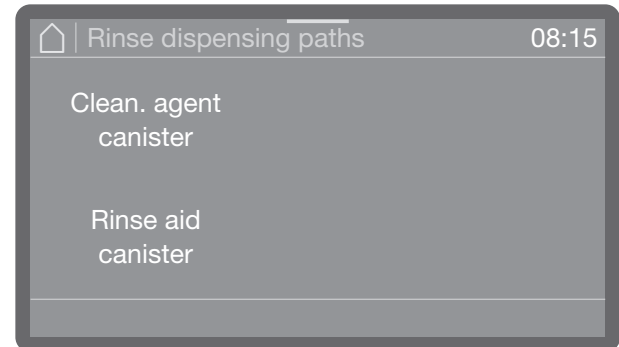 Rinse dispensing paths 08:15
Clean. agent
canister
Rinse aid
canister